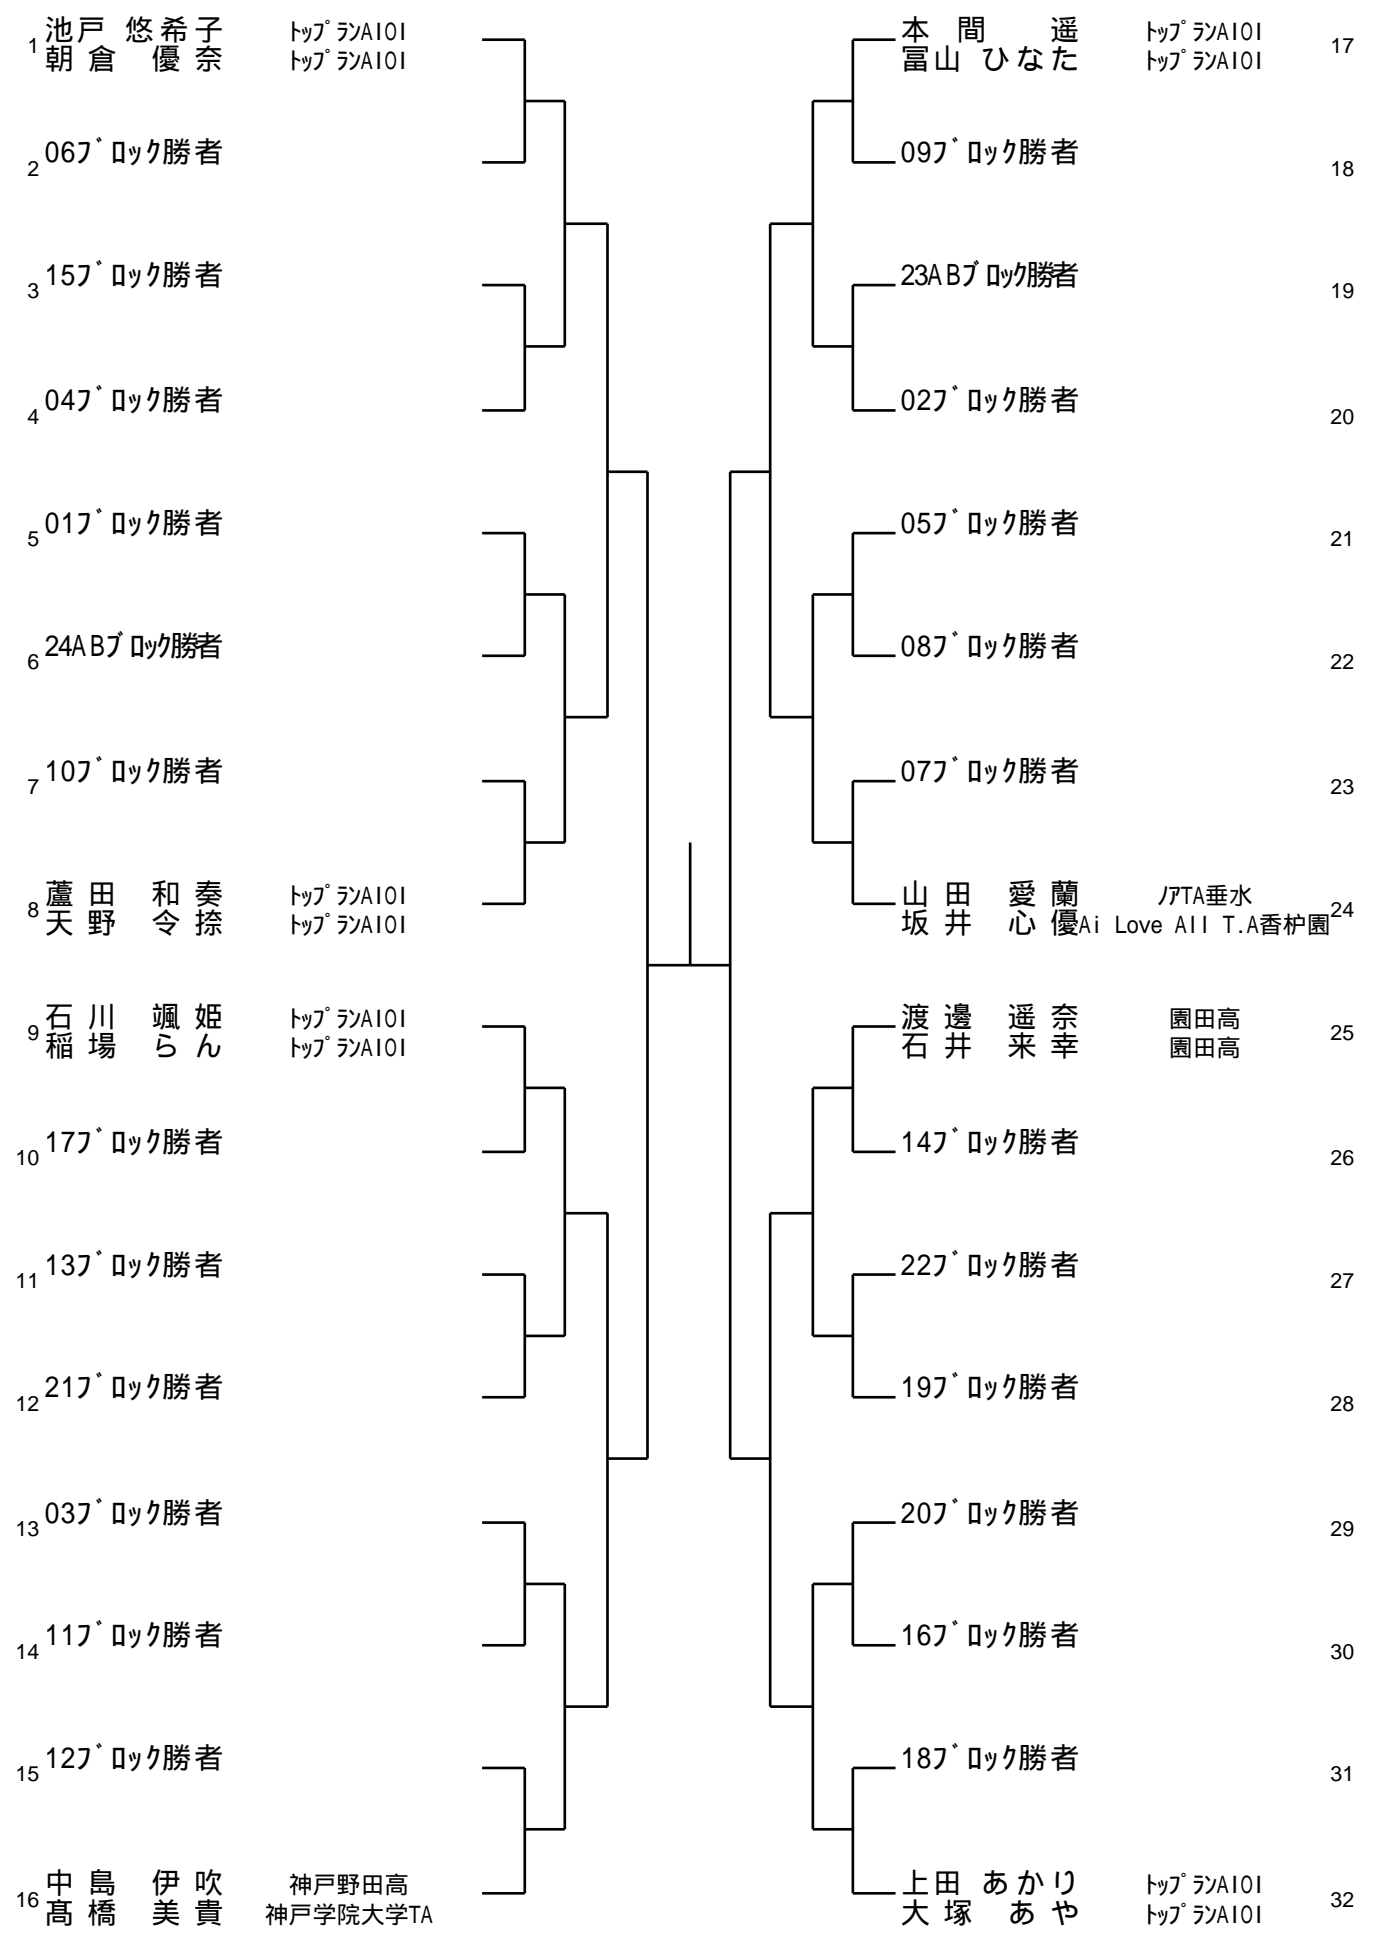 1 池戸 悠希子 ﾄｯﾌﾟﾗﾝAIOI
朝倉 優奈 ﾄｯﾌﾟﾗﾝAIOI
2 06ﾌﾞﾛｯｸ勝者
3 15ﾌﾞﾛｯｸ勝者
4 04ﾌﾞﾛｯｸ勝者
5 01ﾌﾞﾛｯｸ勝者
6 24ABﾌﾞﾛｯｸ勝者
7 10ﾌﾞﾛｯｸ勝者
8 蘆田 和奏 ﾄｯﾌﾟﾗﾝAIOI
天野 令捺 ﾄｯﾌﾟﾗﾝAIOI
9 石川 颯姫 ﾄｯﾌﾟﾗﾝAIOI
稲場 らん ﾄｯﾌﾟﾗﾝAIOI
10 17ﾌﾞﾛｯｸ勝者
11 13ﾌﾞﾛｯｸ勝者
12 21ﾌﾞﾛｯｸ勝者
13 03ﾌﾞﾛｯｸ勝者
14 11ﾌﾞﾛｯｸ勝者
15 12ﾌﾞﾛｯｸ勝者
16 中島 伊吹 神戸野田高
髙橋 美貴 神戸学院大学TA
本間 遥 ﾄｯﾌﾟﾗﾝAIOI 17
冨山 ひなた ﾄｯﾌﾟﾗﾝAIOI
09ﾌﾞﾛｯｸ勝者 18
23ABﾌﾞﾛｯｸ勝者 19
02ﾌﾞﾛｯｸ勝者 20
05ﾌﾞﾛｯｸ勝者 21
08ﾌﾞﾛｯｸ勝者 22
07ﾌﾞﾛｯｸ勝者 23
山田 愛蘭 ﾉｱTA垂水 24
坂井 心優 Ai Love All T.A香枦園
渡邊 遥奈 園田高 25
石井 来幸 園田高
14ﾌﾞﾛｯｸ勝者 26
22ﾌﾞﾛｯｸ勝者 27
19ﾌﾞﾛｯｸ勝者 28
20ﾌﾞﾛｯｸ勝者 29
16ﾌﾞﾛｯｸ勝者 30
18ﾌﾞﾛｯｸ勝者 31
上田 あかり ﾄｯﾌﾟﾗﾝAIOI 32
大塚 あや ﾄｯﾌﾟﾗﾝAIOI